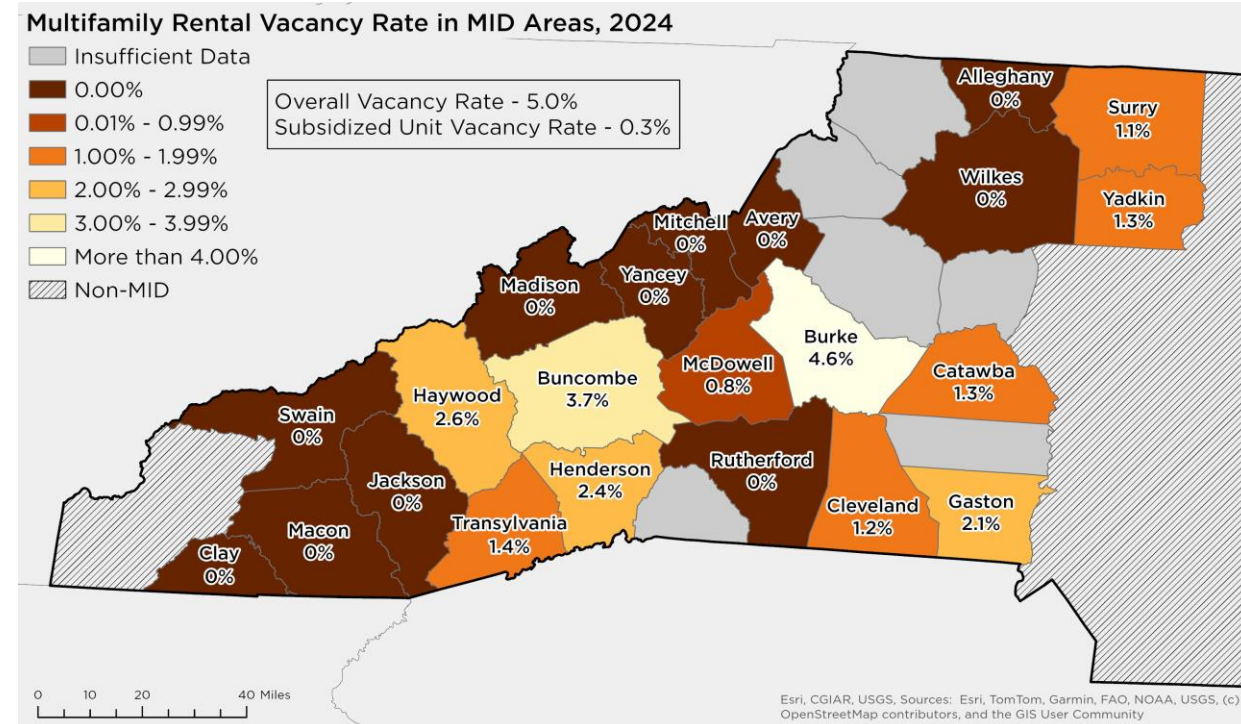 Multifamily Rental Vacancy Rate in MID Areas, 2024
Insufficient Data
0.00%
0.01% - 0.99%
1.00% - 1.99%
2.00% - 2.99%
3.00% - 3.99%
More than 4.00%
Non-MID
Overall Vacancy Rate - 5.0%
Subsidized Unit Vacancy Rate - 0.3%
Alleghany
0%
Surry
1.1%
Wilkes
0%
Yadkin
1.3%
Mitchell
0%
Avery
0%
Yancey
0%
Madison
0%
Burke
4.6%
McDowell
0.8%
Catawba
1.3%
Buncombe
3.7%
Haywood
2.6%
Swain
0%
Henderson
2.4%
Rutherford
0%
Jackson
0%
Cleveland
1.2%
Gaston
2.1%
Transylvania
1.4%
Macon
0%
Clay
0%
0 10 20 40 Miles
Esri, CGIAR, USGS, Sources: Esri, TomTom, Garmin, FAO, NOAA, USGS, (c)
OpenStreetMap contributors, and the GIS User Community